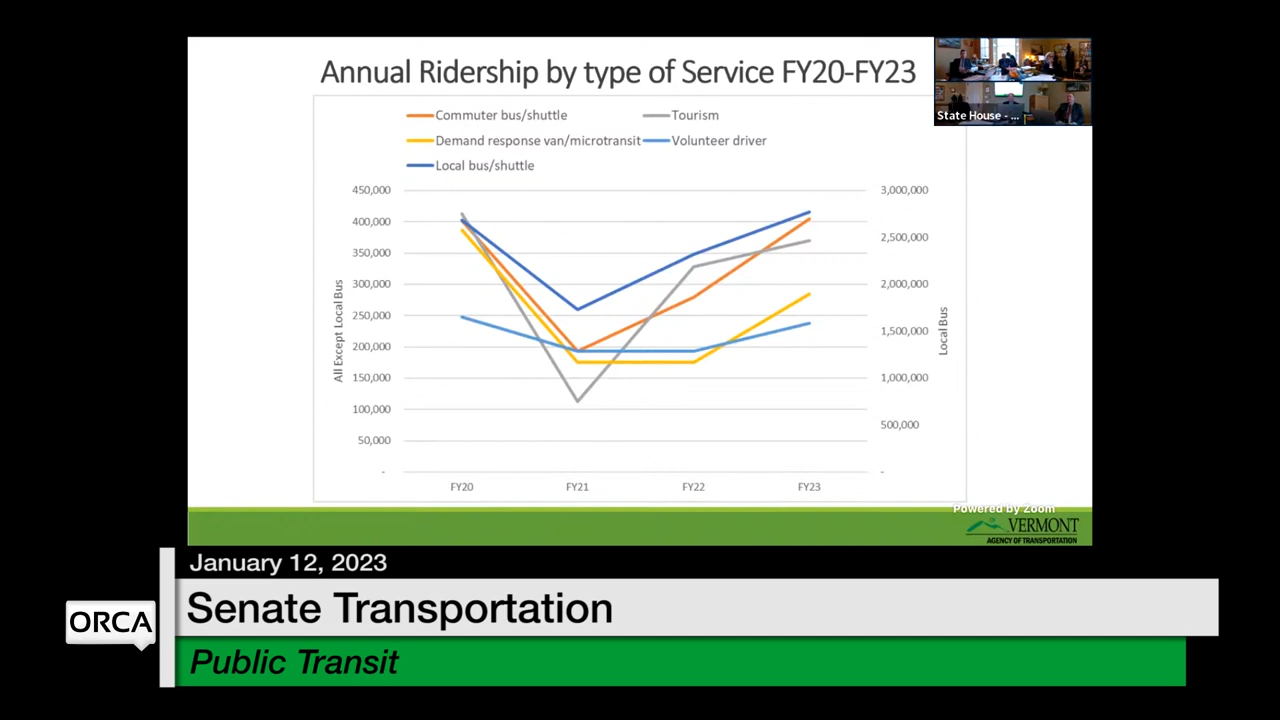 Annual Ridership by type of Service FY20-FY23
State House - ...
Commuter bus/shuttle
Tourism
Demand response van/microtransit
Volunteer driver
Local bus/shuttle
450,000
400,000
350,000
300,000
250,000
200,000
150,000
100,000
50,000
-
All Except Local Bus
3,000,000
2,500,000
2,000,000
1,500,000
1,000,000
500,000
-
Local Bus
FY20
FY21
FY22
FY23
Powered by Zoom
VERMONT
AGENCY OF TRANSPORTATION
January 12, 2023
ORCA
Senate Transportation
Public Transit